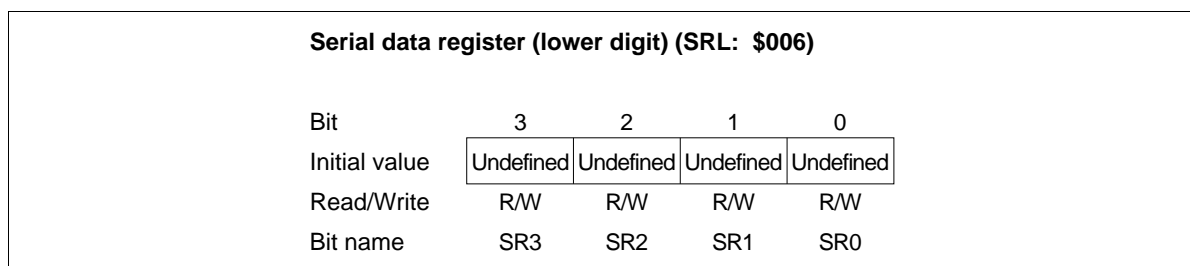 Serial data register (lower digit) (SRL: $006)
Bit 3 2 1 0
Initial value Undefined Undefined Undefined Undefined
Read/Write R/W R/W R/W R/W
Bit name SR3 SR2 SR1 SR0